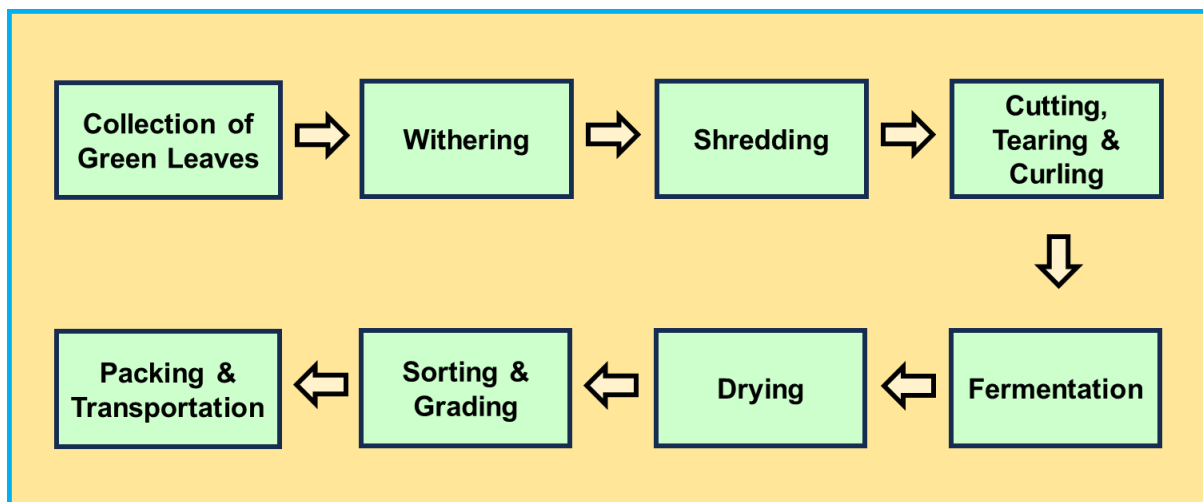 Collection of
Green Leaves
Withering
Shredding
Cutting,
Tearing &
Curling
Fermentation
Drying
Sorting &
Grading
Packing &
Transportation